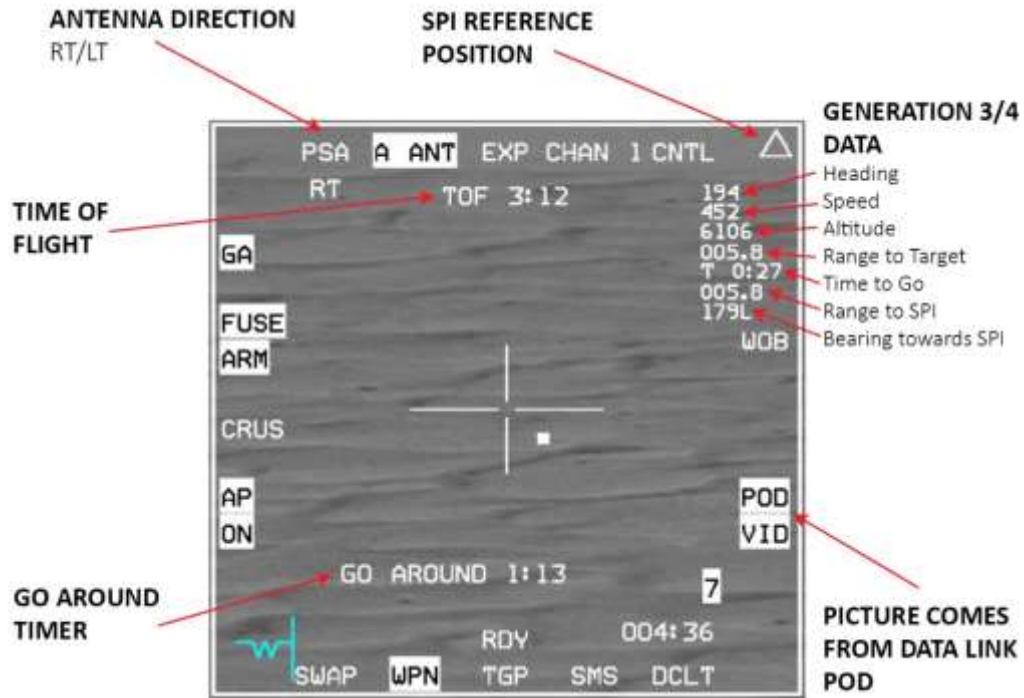 ANTENNA DIRECTION
RT/LT
SPI REFERENCE
POSITION
GENERATION 3/4
DATA
Heading
Speed
Altitude
Range to Target
Time to Go
Range to SPI
Bearing towards SPI
TIME OF
FLIGHT
GO AROUND
TIMER
PICTURE COMES
FROM DATA LINK
POD
PSA A ANT EXP CHAN 1 CNTL
RT
TOF 3:12
194
452
6106
005.8
T 0:27
005.8
179L
WOB
GA
FUSE
ARM
CRUS
AP
ON
POD
VID
GO AROUND 1:13
7
RDY
004:36
SWAP WPN TGP SMS DCLT